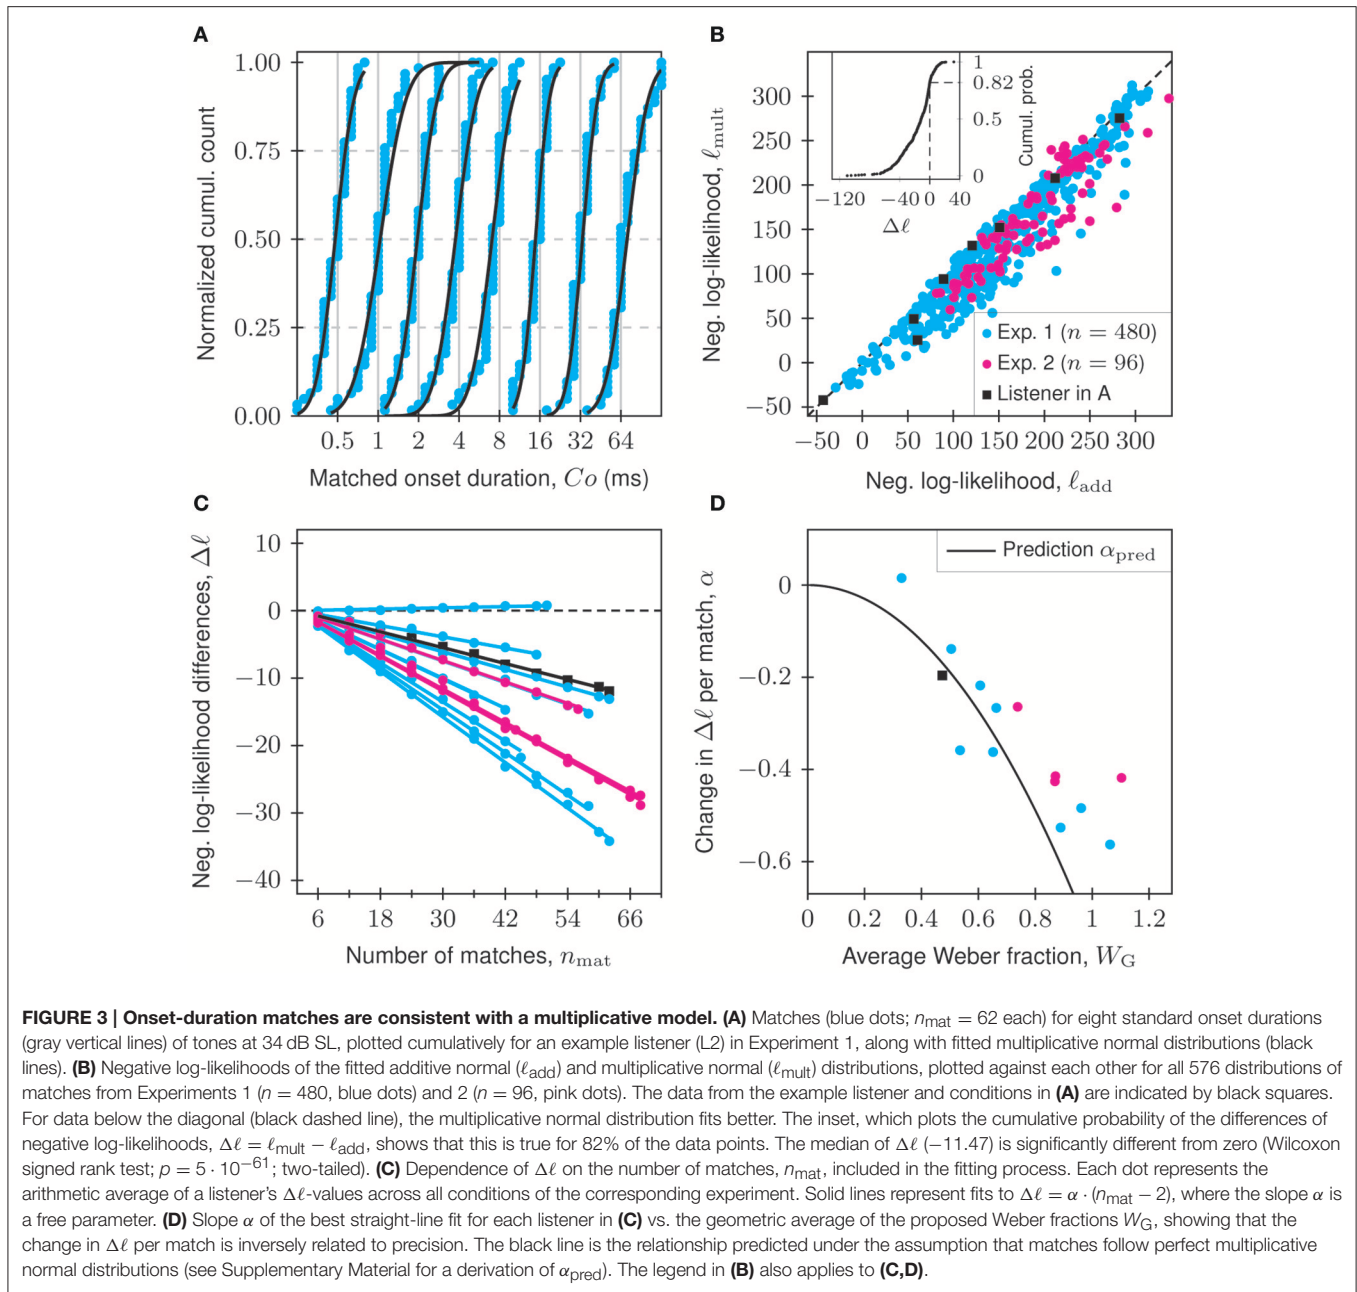 A
Normalized cumul. count
1.00
0.75
0.50
0.25
0.00
0.5 1 2 4 8 16 32 64
Matched onset duration, Co (ms)
B
Neg. log-likelihood, ℓmult
300
250
200
150
100
50
0
−50
−50 0 50 100 150 200 250 300
Neg. log-likelihood, ℓadd
1
0.82
0.5
0
Cumul. prob.
−120 −40 0 40
Δℓ
Exp. 1 (n = 480)
Exp. 2 (n = 96)
Listener in A
C
Neg. log-likelihood differences, Δℓ
10
0
−10
−20
−30
−40
6 18 30 42 54 66
Number of matches, nmat
D
Change in Δℓ per match, α
0
−0.2
−0.4
−0.6
0 0.2 0.4 0.6 0.8 1 1.2
Average Weber fraction, WG
Prediction αpred
FIGURE 3 | Onset-duration matches are consistent with a multiplicative model. (A) Matches (blue dots; nmat = 62 each) for eight standard onset durations
(gray vertical lines) of tones at 34 dB SL, plotted cumulatively for an example listener (L2) in Experiment 1, along with fitted multiplicative normal distributions (black
lines). (B) Negative log-likelihoods of the fitted additive normal (ℓadd) and multiplicative normal (ℓmult) distributions, plotted against each other for all 576 distributions of
matches from Experiments 1 (n = 480, blue dots) and 2 (n = 96, pink dots). The data from the example listener and conditions in (A) are indicated by black squares.
For data below the diagonal (black dashed line), the multiplicative normal distribution fits better. The inset, which plots the cumulative probability of the differences of
negative log-likelihoods, Δℓ = ℓmult − ℓadd, shows that this is true for 82% of the data points. The median of Δℓ (−11.47) is significantly different from zero (Wilcoxon
signed rank test; p = 5 · 10−61; two-tailed). (C) Dependence of Δℓ on the number of matches, nmat, included in the fitting process. Each dot represents the
arithmetic average of a listener's Δℓ-values across all conditions of the corresponding experiment. Solid lines represent fits to Δℓ = α · (nmat − 2), where the slope α is
a free parameter. (D) Slope α of the best straight-line fit for each listener in (C) vs. the geometric average of the proposed Weber fractions WG, showing that the
change in Δℓ per match is inversely related to precision. The black line is the relationship predicted under the assumption that matches follow perfect multiplicative
normal distributions (see Supplementary Material for a derivation of αpred). The legend in (B) also applies to (C,D).